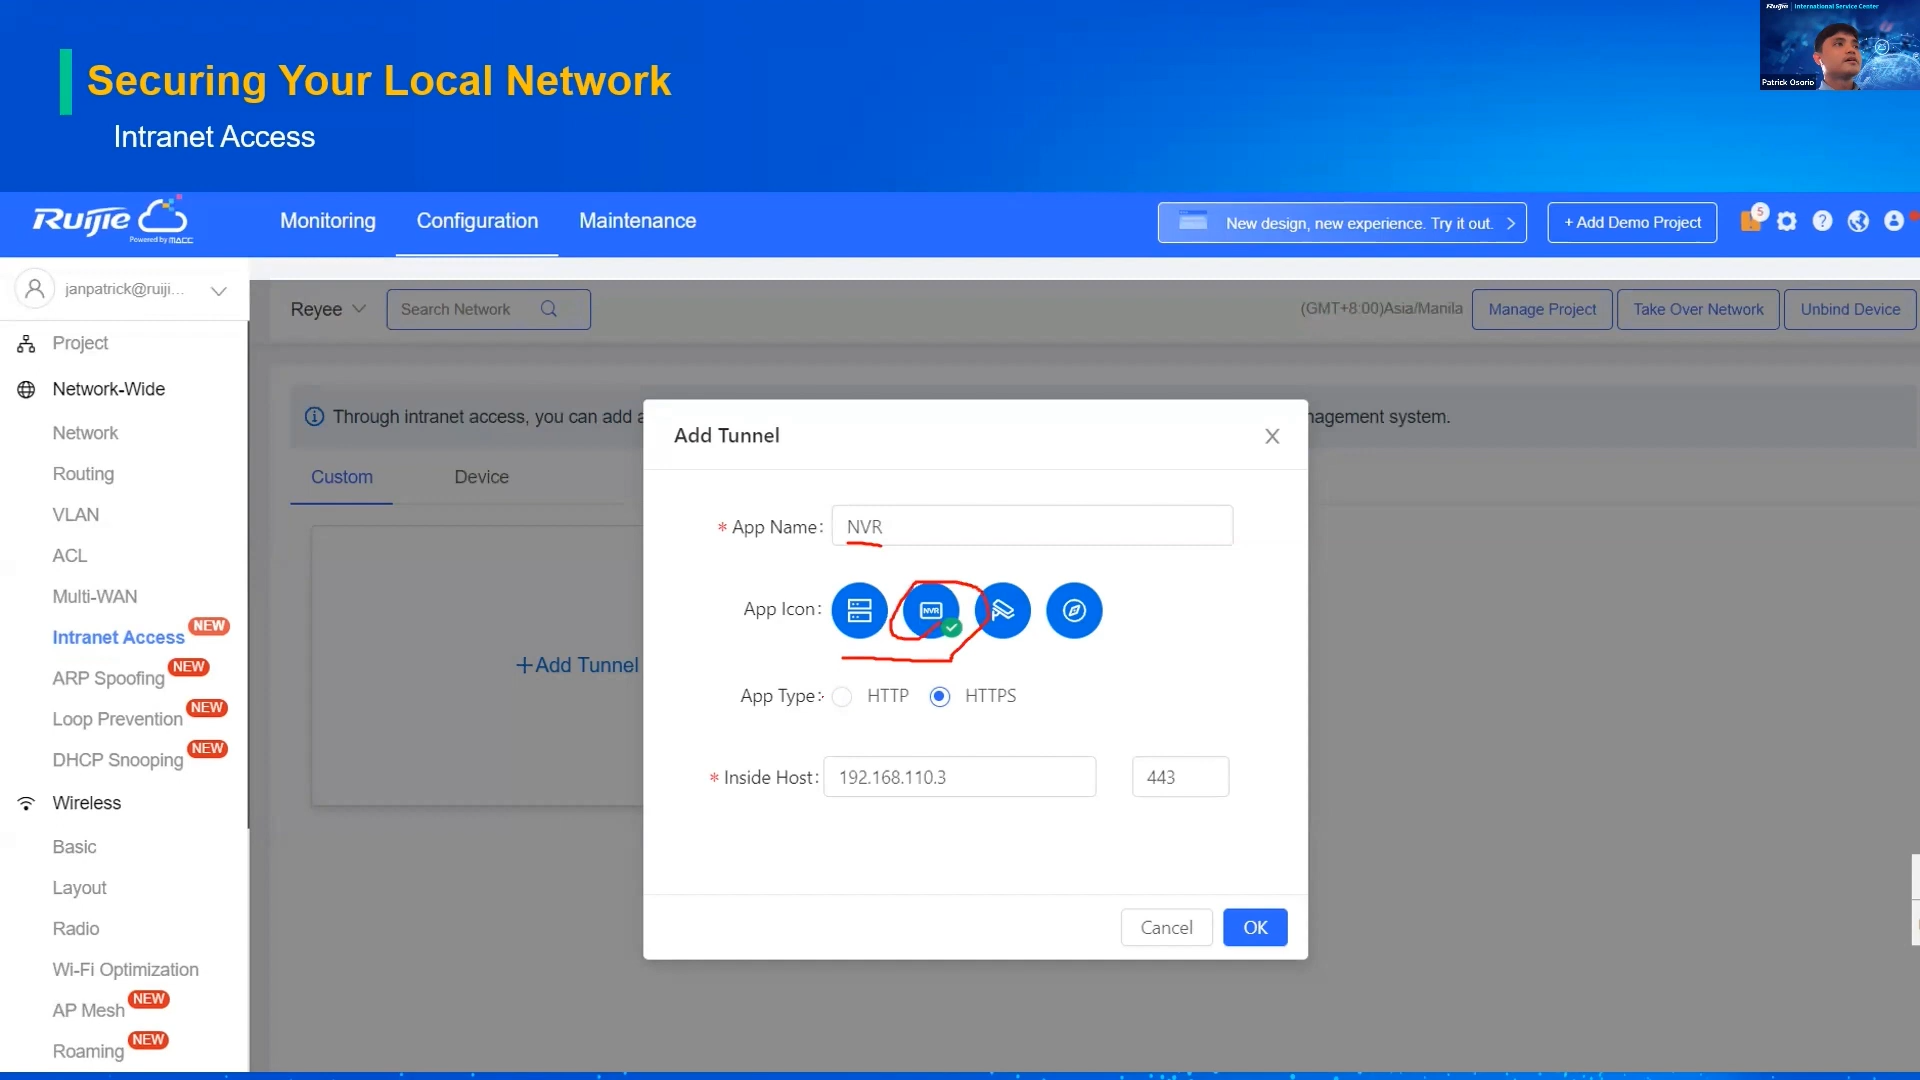 Ruijie | International Service Center
Patrick Osorio
Securing Your Local Network
Intranet Access
Ruijie
Powered by MACC
Monitoring
Configuration
Maintenance
New design, new experience. Try it out.
+ Add Demo Project
5
janpatrick@ruiji...
Reyee
Search Network
(GMT+8:00)Asia/Manila
Manage Project
Take Over Network
Unbind Device
Project
Network-Wide
Network
Routing
VLAN
ACL
Multi-WAN
Intranet Access NEW
ARP Spoofing NEW
Loop Prevention NEW
DHCP Snooping NEW
Wireless
Basic
Layout
Radio
Wi-Fi Optimization
AP Mesh NEW
Roaming NEW
Through intranet access, you can add
nagement system.
Custom
Device
+Add Tunnel
Add Tunnel
* App Name: NVR
App Icon: NVR
App Type: HTTP HTTPS
* Inside Host: 192.168.110.3 443
Cancel
OK